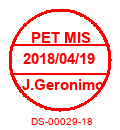 PET MIS
2018/04/19
J.Geronimo
DS-00029-18